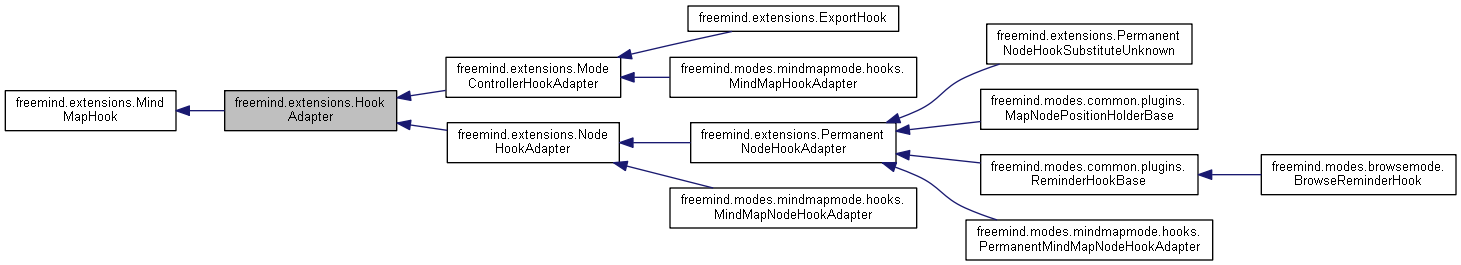 freemind.extensions.Mind
MapHook
freemind.extensions.Hook
Adapter
freemind.extensions.Mode
ControllerHookAdapter
freemind.extensions.Node
HookAdapter
freemind.extensions.ExportHook
freemind.modes.mindmapmode.hooks.
MindMapHookAdapter
freemind.extensions.Permanent
NodeHookAdapter
freemind.modes.mindmapmode.hooks.
MindMapNodeHookAdapter
freemind.extensions.Permanent
NodeHookSubstituteUnknown
freemind.modes.common.plugins.
MapNodePositionHolderBase
freemind.modes.common.plugins.
ReminderHookBase
freemind.modes.mindmapmode.hooks.
PermanentMindMapNodeHookAdapter
freemind.modes.browsemode.
BrowseReminderHook